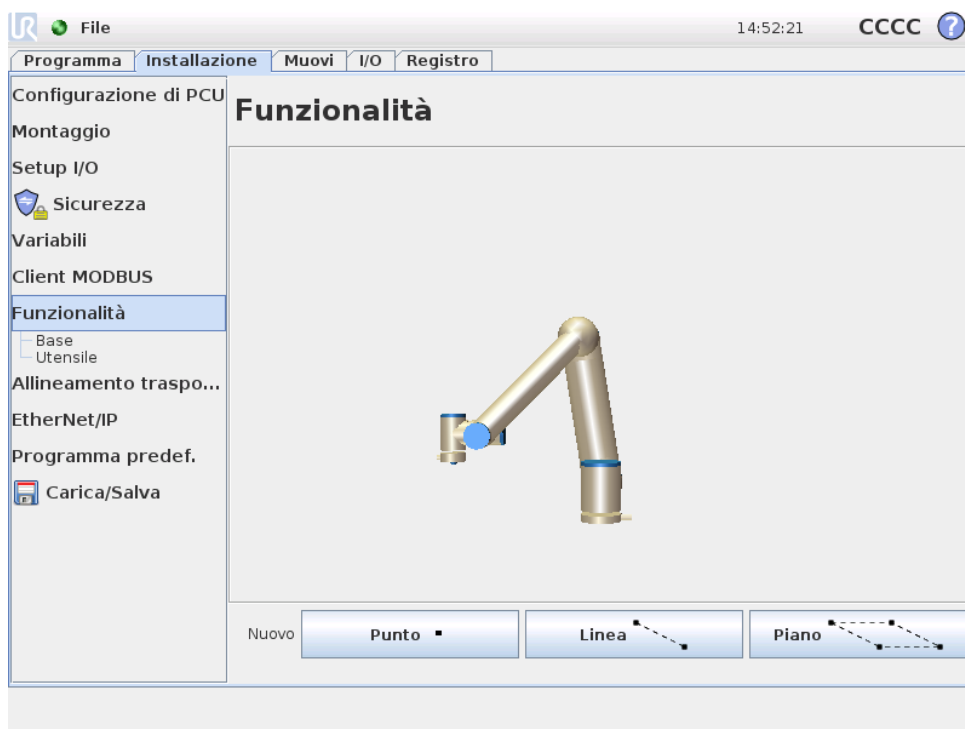 UR File 14:52:21 CCCC ?
Programma Installazione Muovi I/O Registro
Configurazione di PCU
Montaggio
Setup I/O
Sicurezza
Variabili
Client MODBUS
Funzionalità
Base
Utensile
Allineamento traspo...
EtherNet/IP
Programma predef.
Carica/Salva
Funzionalità
Nuovo Punto Linea Piano